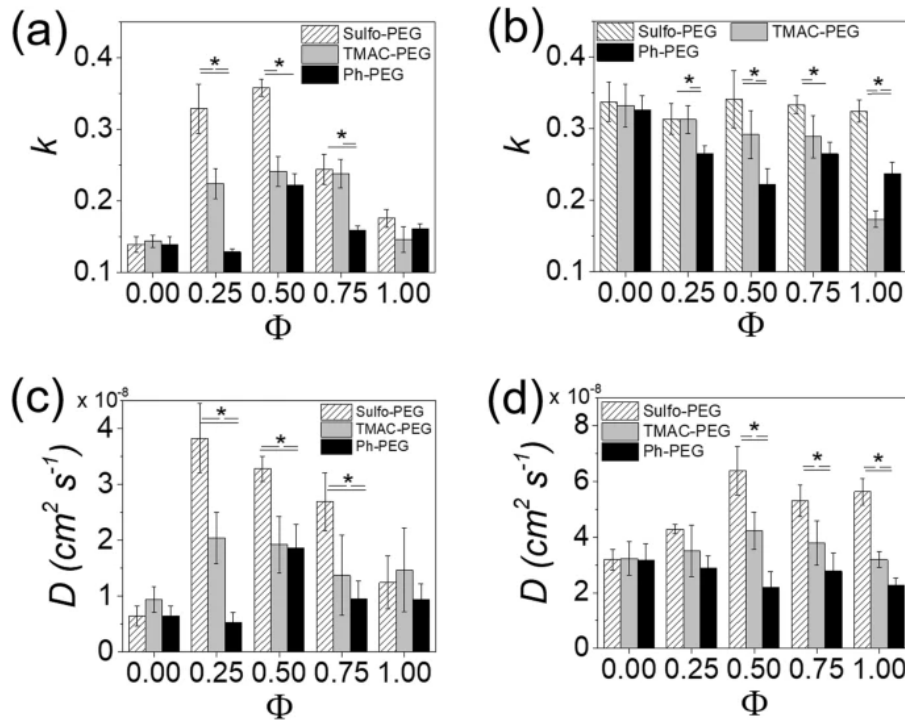 (a)
Sulfo-PEG
TMAC-PEG
Ph-PEG
*
*
*
0.4
0.3
0.2
0.1
k
0.00 0.25 0.50 0.75 1.00
Φ
(b)
Sulfo-PEG TMAC-PEG
Ph-PEG
*
*
*
*
0.4
0.3
0.2
0.1
k
0.00 0.25 0.50 0.75 1.00
Φ
(c)
x 10⁻⁸
Sulfo-PEG
TMAC-PEG
Ph-PEG
*
*
*
4
3
2
1
0
D (cm² s⁻¹)
0.00 0.25 0.50 0.75 1.00
Φ
(d)
x 10⁻⁸
Sulfo-PEG
TMAC-PEG
Ph-PEG
*
*
*
8
6
4
2
0
D (cm² s⁻¹)
0.00 0.25 0.50 0.75 1.00
Φ